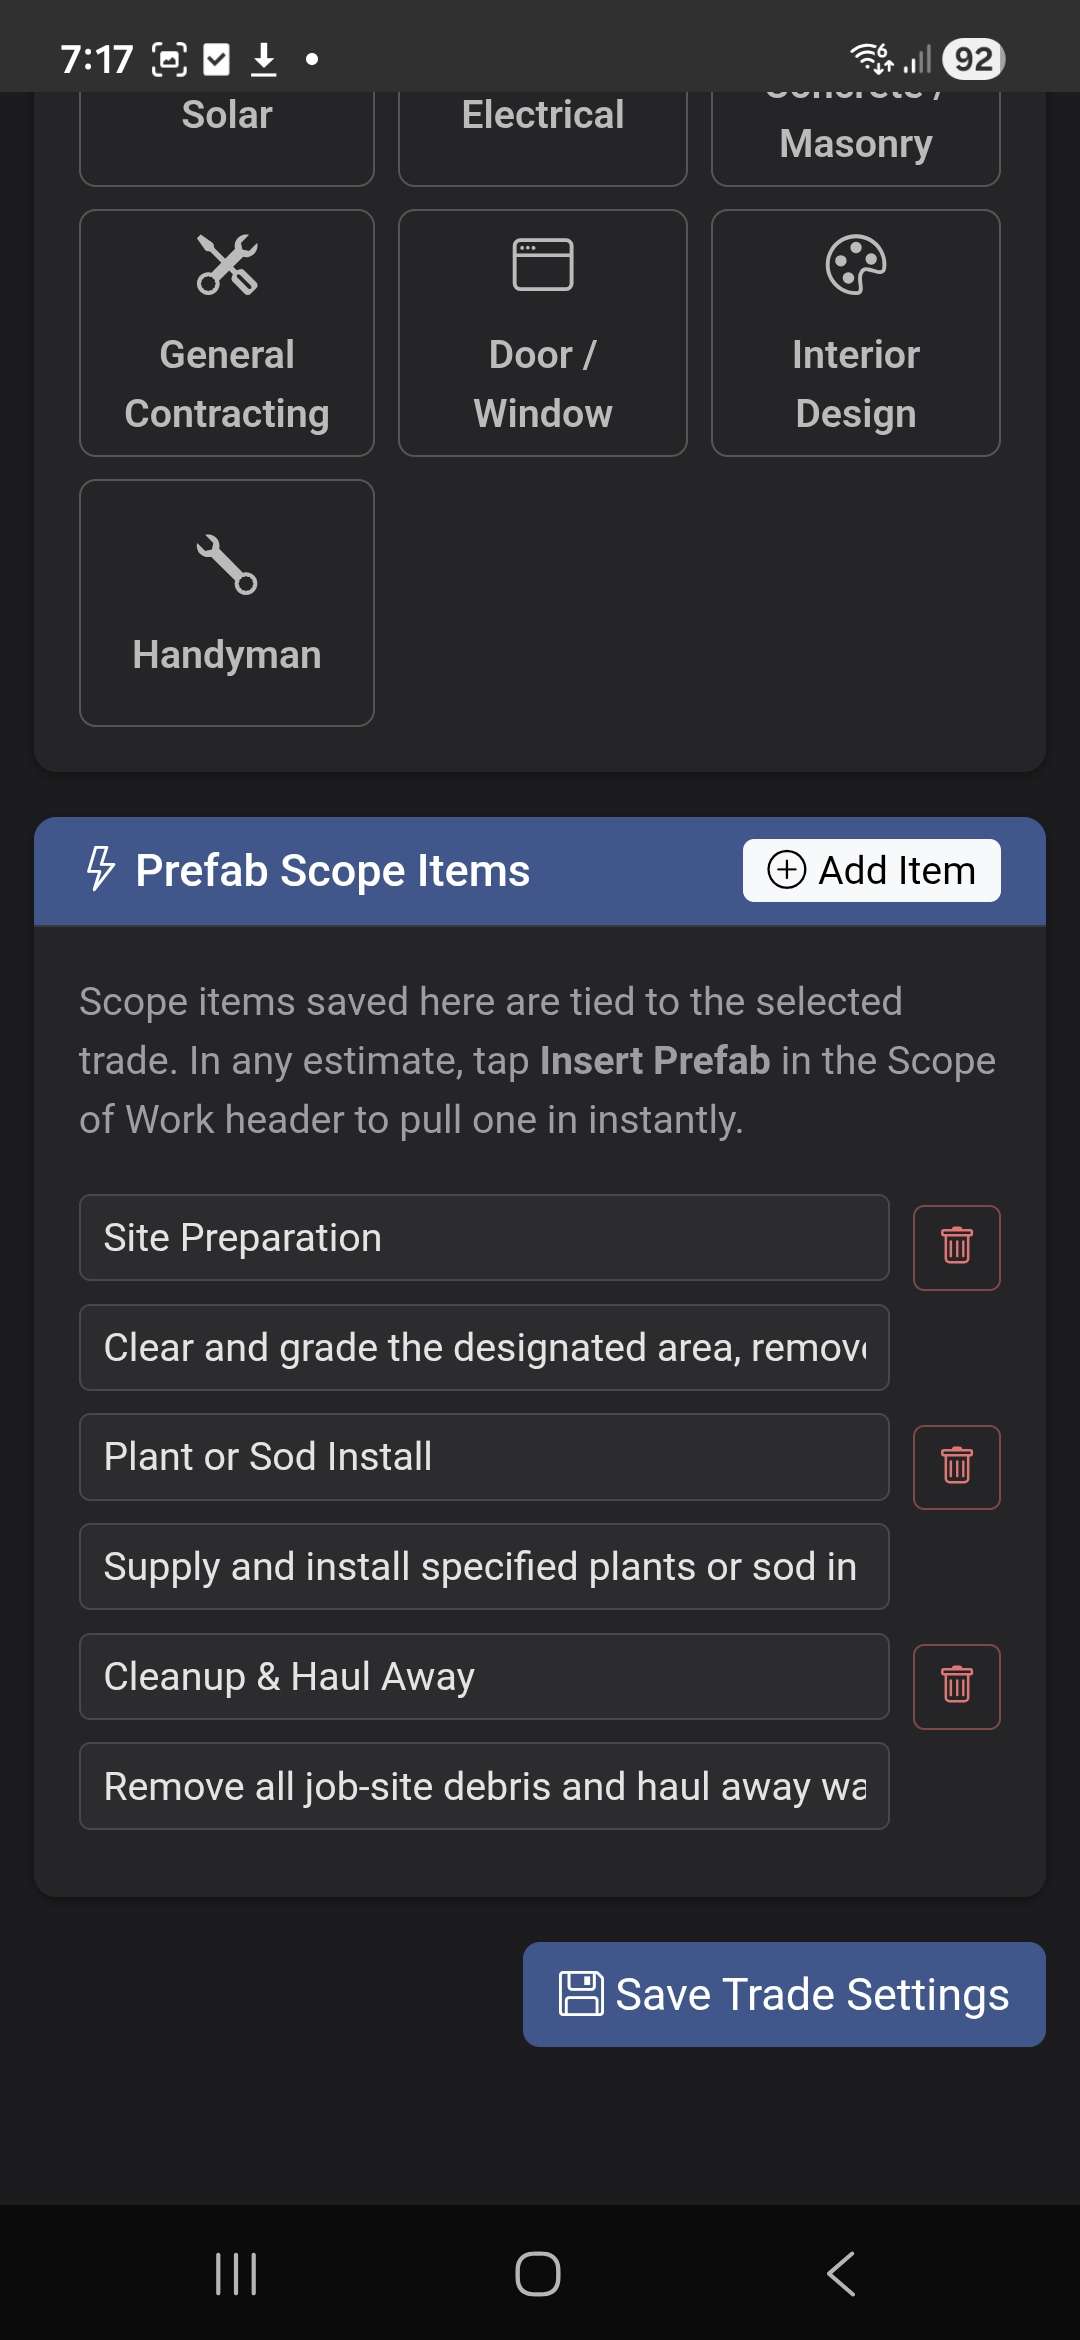 7:17
6
92
Solar
Electrical
Concrete /
Masonry
General
Contracting
Door /
Window
Interior
Design
Handyman
Prefab Scope Items
Add Item
Scope items saved here are tied to the selected
trade. In any estimate, tap Insert Prefab in the Scope
of Work header to pull one in instantly.
Site Preparation
Clear and grade the designated area, remove
Plant or Sod Install
Supply and install specified plants or sod in
Cleanup & Haul Away
Remove all job-site debris and haul away wa
Save Trade Settings